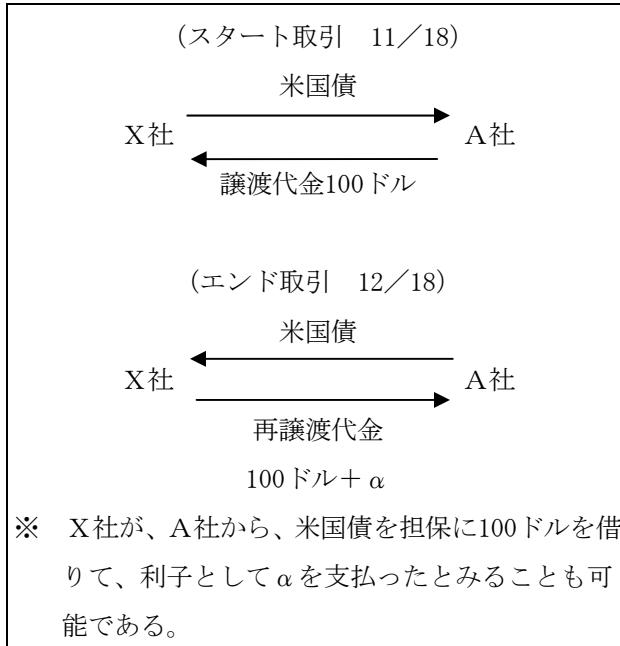 (スタート取引　11/18)
米国債
X社　A社
譲渡代金100ドル
(エンド取引　12/18)
米国債
X社　A社
再譲渡代金
100ドル+α
※　X社が、A社から、米国債を担保に100ドルを借
りて、利子としてαを支払ったとみることも可
能である。